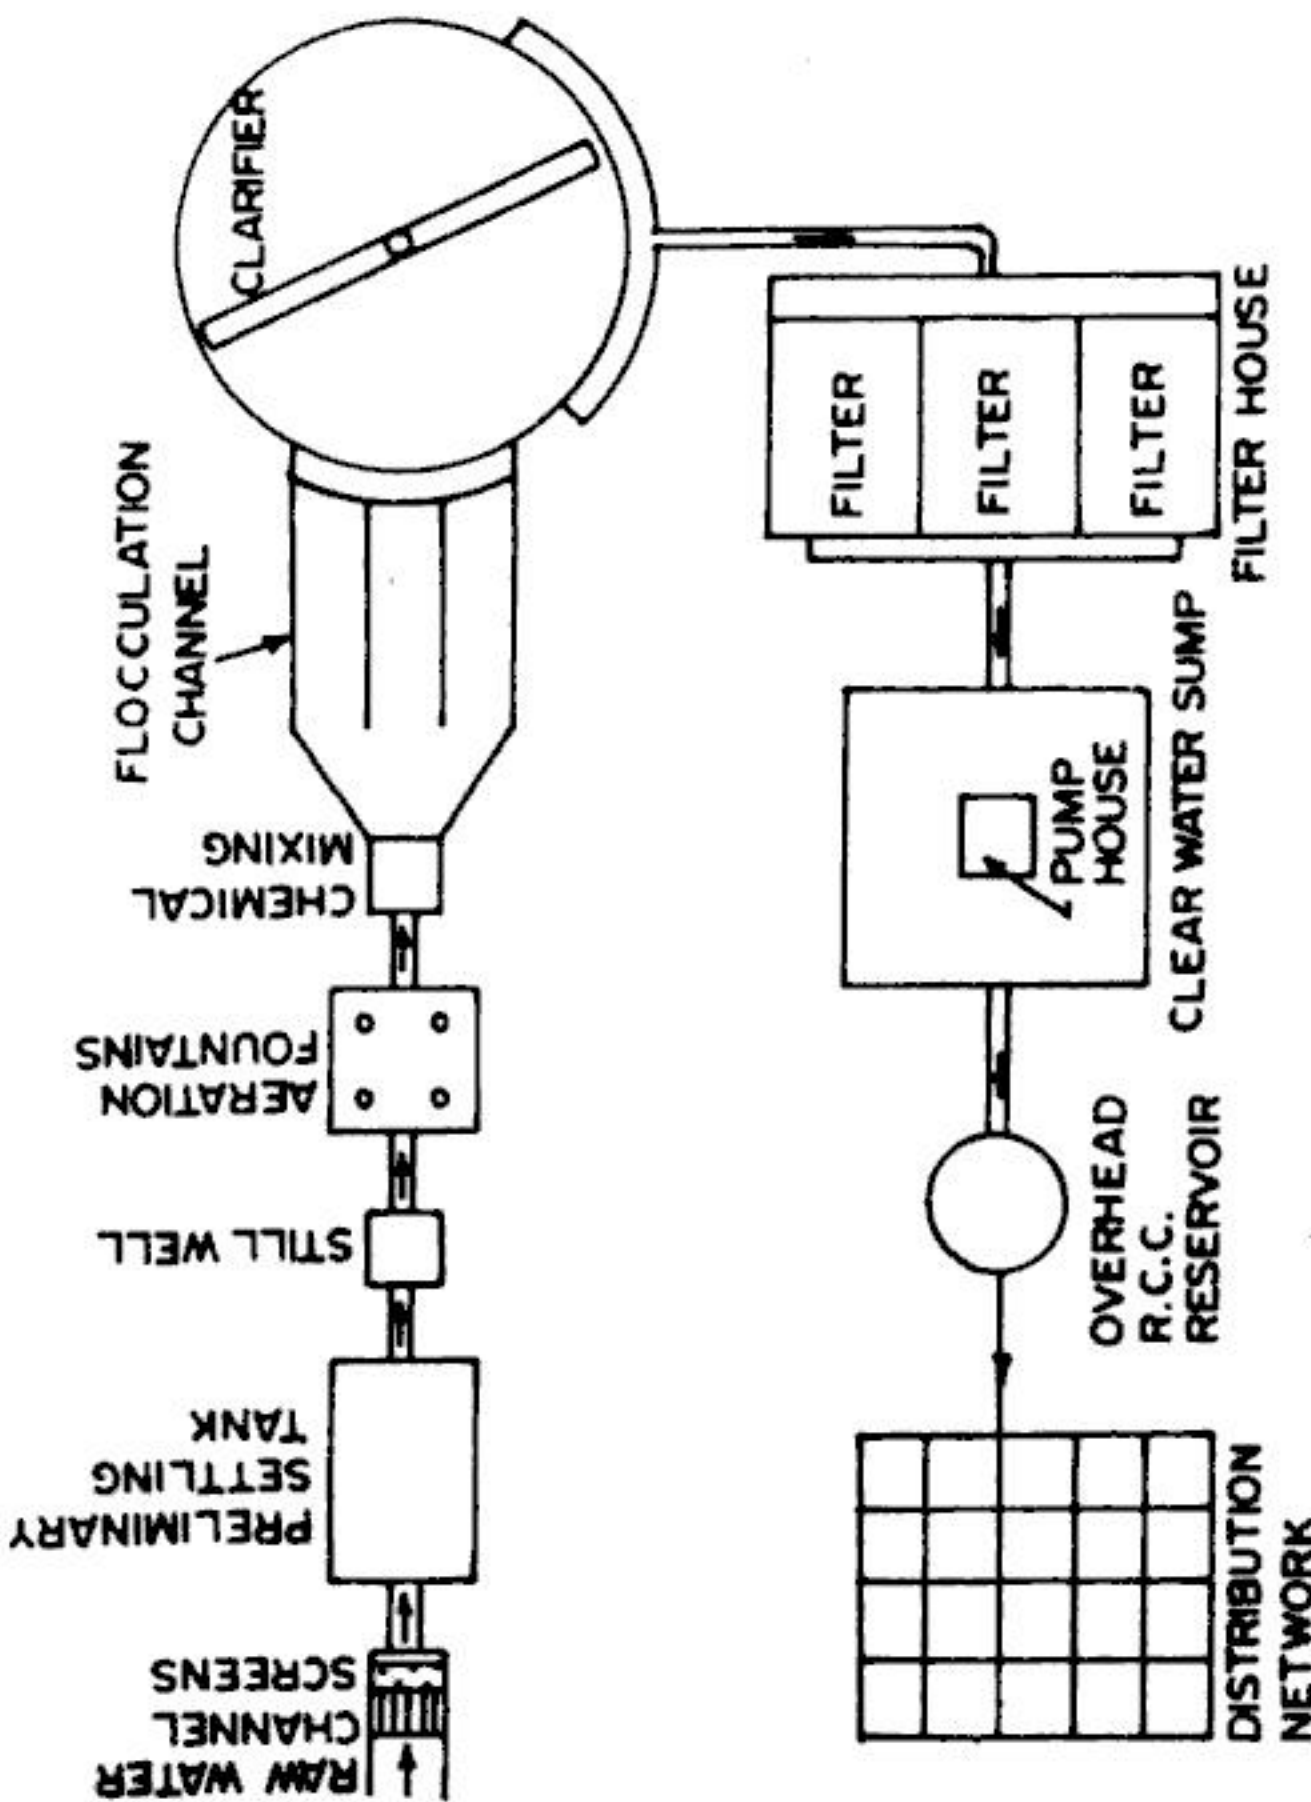 RAW WATER
CHANNEL
SCREENS
PRELIMINARY
SETTLING
TANK
STILL WELL
AERATION
FOUNTAINS
CHEMICAL
MIXING
FLOCCULATION
CHANNEL
CLARIFIER
FILTER
FILTER
FILTER
FILTER HOUSE
PUMP
HOUSE
CLEAR WATER SUMP
OVERHEAD
R.C.C.
RESERVOIR
DISTRIBUTION
NETWORK